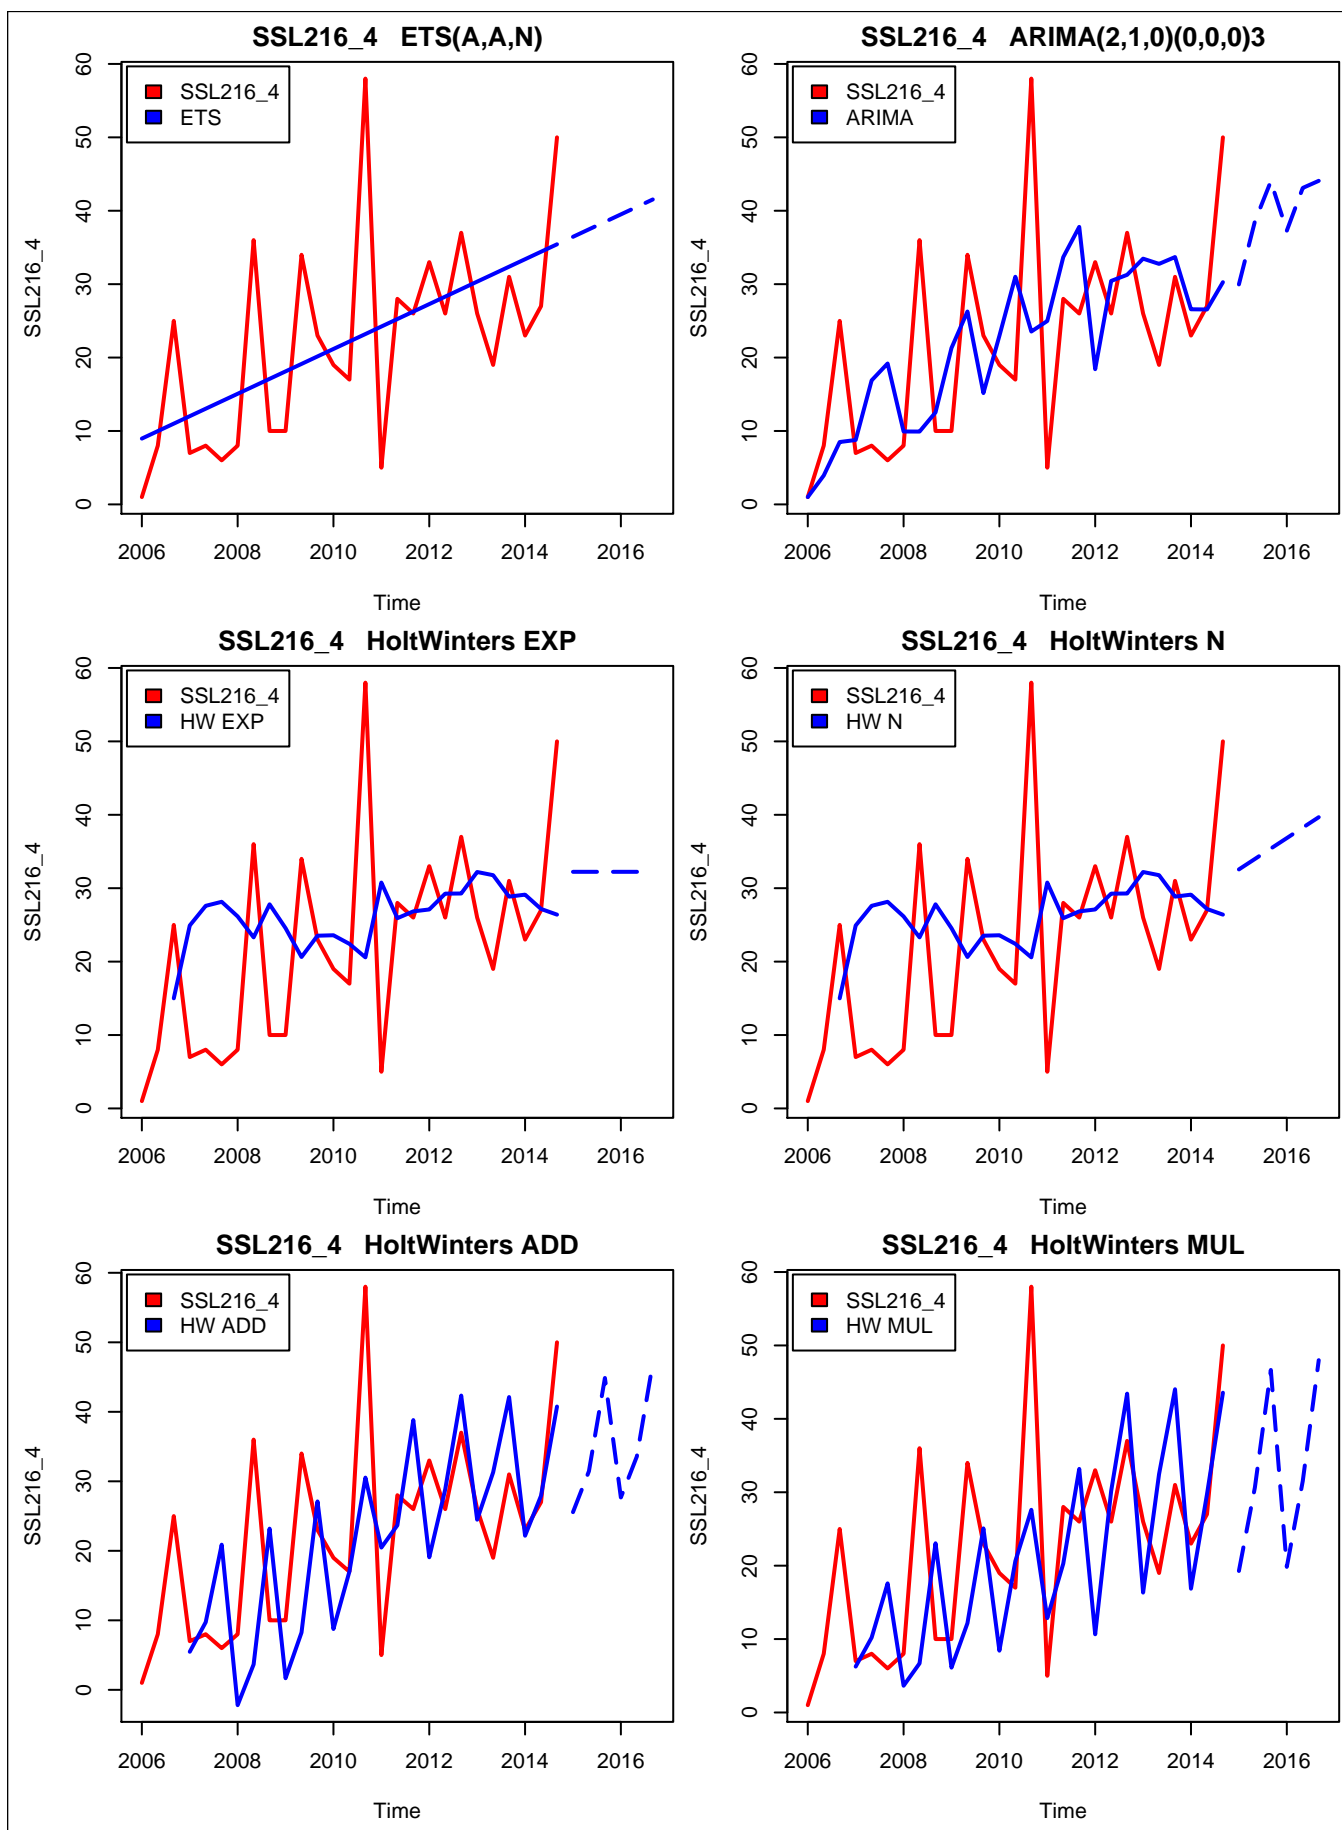 SSL216_4 ETS(A,A,N)
SSL216_4
ETS
SSL216_4
0 10 20 30 40 50 60
2006 2008 2010 2012 2014 2016
Time
SSL216_4 ARIMA(2,1,0)(0,0,0)3
SSL216_4
ARIMA
SSL216_4
0 10 20 30 40 50 60
2006 2008 2010 2012 2014 2016
Time
SSL216_4 HoltWinters EXP
SSL216_4
HW EXP
SSL216_4
0 10 20 30 40 50 60
2006 2008 2010 2012 2014 2016
Time
SSL216_4 HoltWinters N
SSL216_4
HW N
SSL216_4
0 10 20 30 40 50 60
2006 2008 2010 2012 2014 2016
Time
SSL216_4 HoltWinters ADD
SSL216_4
HW ADD
SSL216_4
0 10 20 30 40 50 60
2006 2008 2010 2012 2014 2016
Time
SSL216_4 HoltWinters MUL
SSL216_4
HW MUL
SSL216_4
0 10 20 30 40 50 60
2006 2008 2010 2012 2014 2016
Time